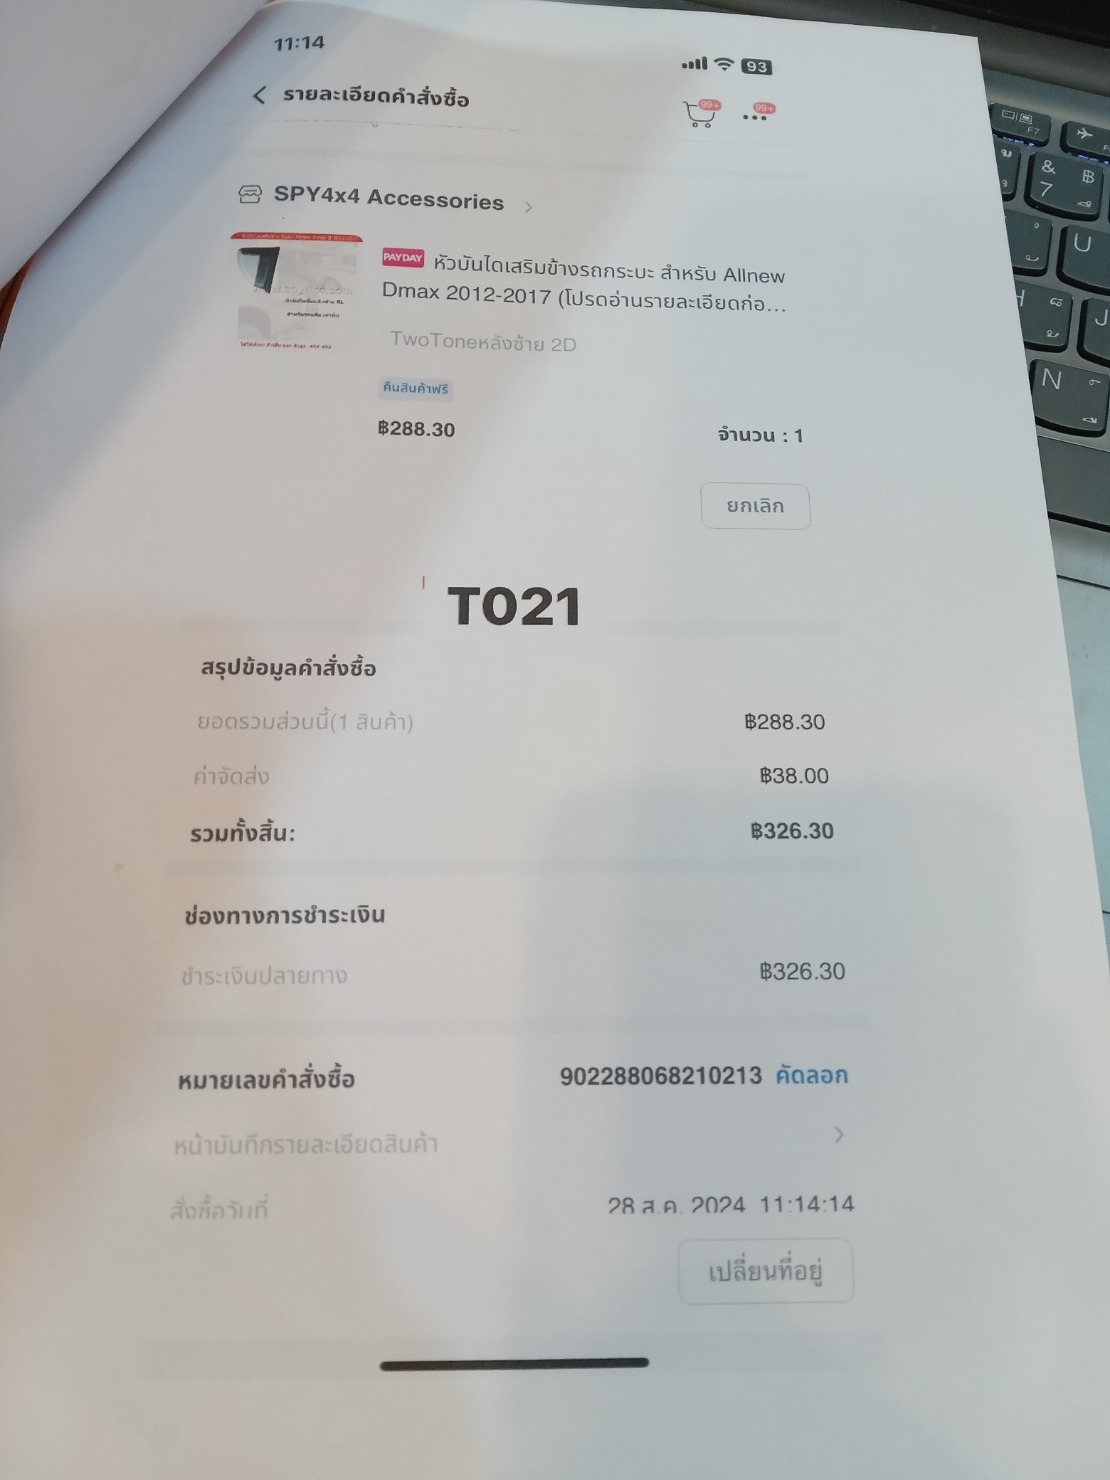 11:14
93
รายละเอียดคำสั่งซื้อ
99+
99+
SPY4x4 Accessories
PAYDAY หัวบันไดเสริมข้างรถกระบะ สำหรับ Allnew
Dmax 2012-2017 (โปรดอ่านรายละเอียดก่อ...
TwoToneหลังซ้าย 2D
คืนสินค้าฟรี
฿288.30
จำนวน : 1
ยกเลิก
T021
สรุปข้อมูลคำสั่งซื้อ
ยอดรวมส่วนนี้(1 สินค้า) ฿288.30
ค่าจัดส่ง ฿38.00
รวมทั้งสิ้น: ฿326.30
ช่องทางการชำระเงิน
ชำระเงินปลายทาง ฿326.30
หมายเลขคำสั่งซื้อ 902288068210213 คัดลอก
หน้าบันทึกรายละเอียดสินค้า
สั่งซื้อวันที่ 28 ส.ค. 2024 11:14:14
เปลี่ยนที่อยู่
F7
&
7
฿
U
J
N